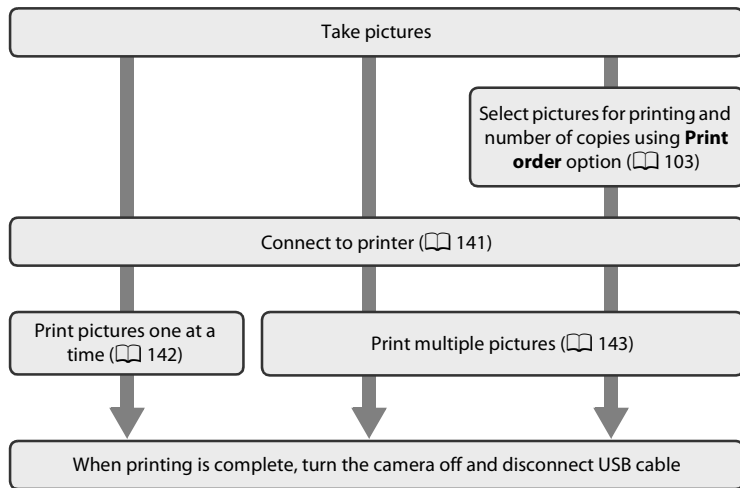 Take pictures
Select pictures for printing and
number of copies using Print
order option (📖 103)
Connect to printer (📖 141)
Print pictures one at a
time (📖 142)
Print multiple pictures (📖 143)
When printing is complete, turn the camera off and disconnect USB cable